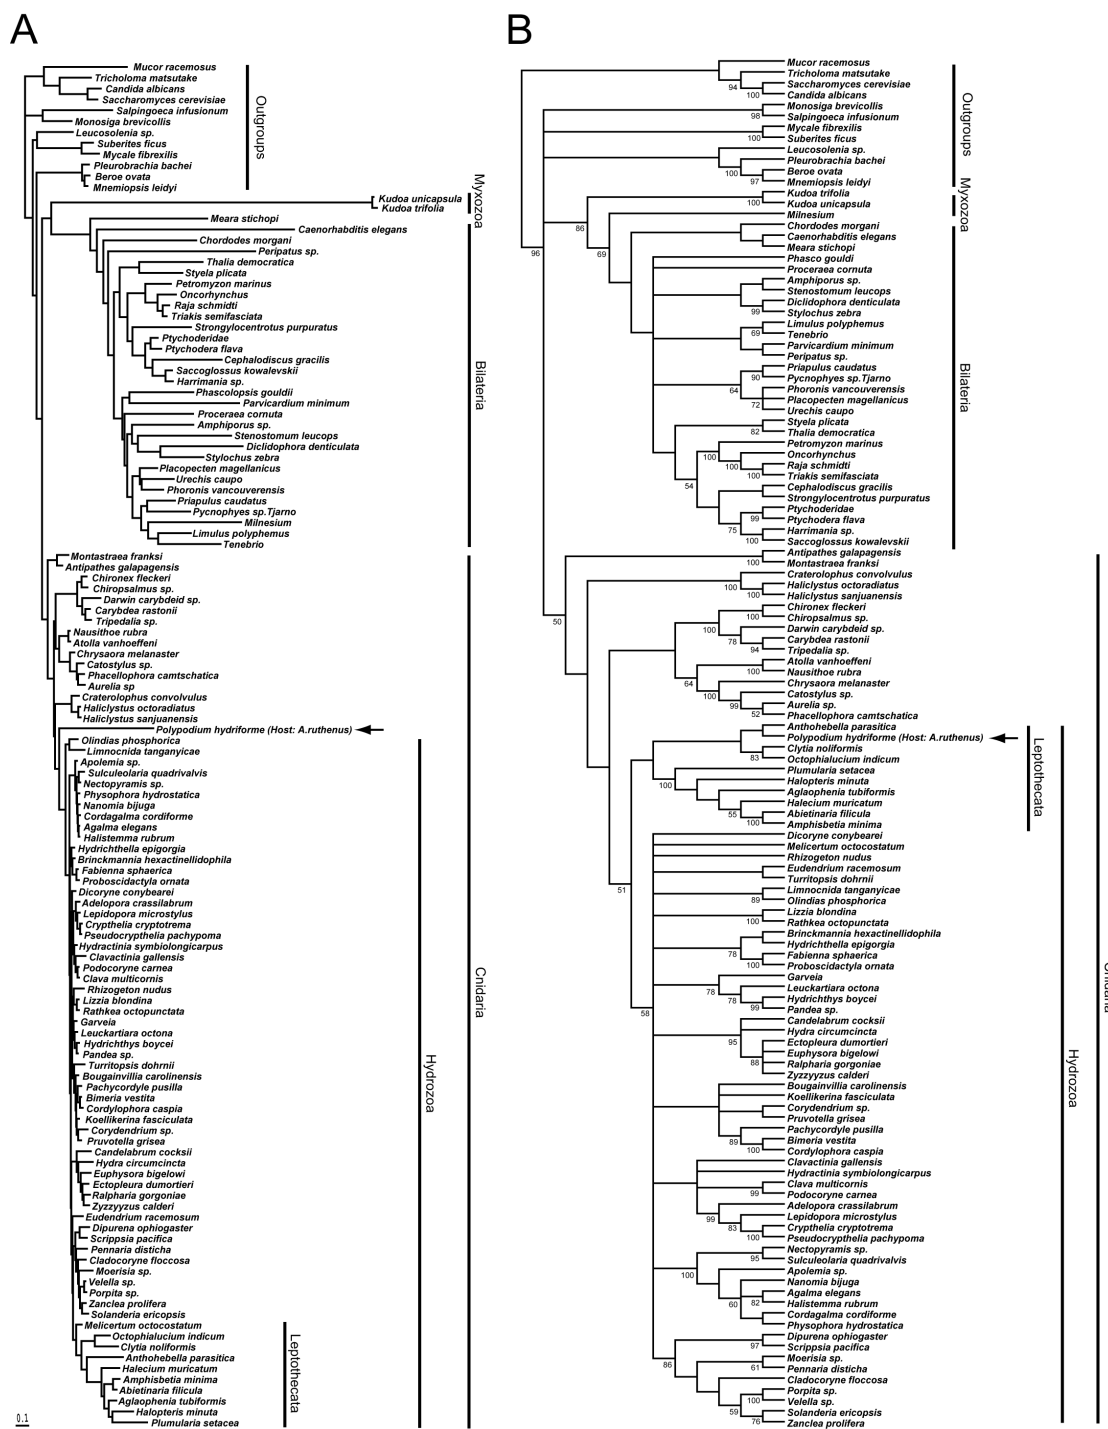 A
Mucor racemosus
Tricholoma matsutake
Candida albicans
Saccharomyces cerevisiae
Salpingoeca infusionum
Monosiga brevicollis
Leucosolenia sp.
Suberites ficus
Mycale fibrexilis
Pleurobrachia bachei
Beroe ovata
Mnemiopsis leidyi
Kudoa unicapsula
Kudoa trifolia
Meara stichopi
Caenorhabditis elegans
Chordodes morgani
Peripatus sp.
Thalia democratica
Styela plicata
Petromyzon marinus
Oncorhynchus
Raja schmidti
Triakis semifasciata
Strongylocentrotus purpuratus
Ptychoderidae
Ptychodera flava
Cephalodiscus gracilis
Saccoglossus kowalevskii
Harrimania sp.
Phascolopsis gouldii
Parvicardium minimum
Proceraea cornuta
Amphiporus sp.
Stenostomum leucops
Diclidophora denticulata
Stylochus zebra
Placopecten magellanicus
Urechis caupo
Phoronis vancouverensis
Priapulus caudatus
Pycnophyes sp.Tjarno
Milnesium
Limulus polyphemus
Tenebrio
Montastraea franksi
Antipathes galapagensis
Chironex fleckeri
Chiropsalmus sp.
Darwin carybdeid sp.
Carybdea rastonii
Tripedalia sp.
Nausithoe rubra
Atolla vanhoeffeni
Chrysaora melanaster
Catostylus sp.
Phacellophora camtschatica
Aurelia sp
Craterolophus convolvulus
Haliclystus octoradiatus
Haliclystus sanjuanensis
Polypodium hydriforme (Host: A.ruthenus)
Olindias phosphorica
Limnocnida tanganyicae
Apolemia sp.
Sulculeolaria quadrivalvis
Nectopyramis sp.
Physophora hydrostatica
Nanomia bijuga
Cordagalma cordiforme
Agalma elegans
Halistemma rubrum
Hydrichthella epigorgia
Brinckmannia hexactinellidophila
Fabienna sphaerica
Proboscidactyla ornata
Dicoryne conybearei
Adelopora crassilabrum
Lepidopora microstylus
Crypthelia cryptotrema
Pseudocrypthelia pachypoma
Hydractinia symbiolongicarpus
Clavactinia gallensis
Podocoryne carnea
Clava multicornis
Rhizogeton nudus
Lizzia blondina
Rathkea octopunctata
Garveia
Leuckartiara octona
Hydrichthys boycei
Pandea sp.
Turritopsis dohrnii
Bougainvillia carolinensis
Pachycordyle pusilla
Bimeria vestita
Cordylophora caspia
Koellikerina fasciculata
Corydendrium sp.
Pruvotella grisea
Candelabrum cocksii
Hydra circumcincta
Euphysora bigelowi
Ectopleura dumortieri
Ralpharia gorgoniae
Zyzzyzus calderi
Eudendrium racemosum
Dipurena ophiogaster
Scrippsia pacifica
Pennaria disticha
Cladocoryne floccosa
Moerisia sp.
Velella sp.
Porpita sp.
Zanclea prolifera
Solanderia ericopsis
Melicertum octocostatum
Octophialucium indicum
Clytia noliformis
Anthohebella parasitica
Halecium muricatum
Amphisbetia minima
Abietinaria filicula
Aglaophenia tubiformis
Halopteris minuta
Plumularia setacea
Outgroups
Myxozoa
Bilateria
Cnidaria
Hydrozoa
Leptothecata
0.1
B
Mucor racemosus
Tricholoma matsutake
94
Saccharomyces cerevisiae
100
Candida albicans
Monosiga brevicollis
98
Salpingoeca infusionum
Mycale fibrexilis
100
Suberites ficus
Leucosolenia sp.
Pleurobrachia bachei
100
Beroe ovata
97
Mnemiopsis leidyi
Kudoa trifolia
100
Kudoa unicapsula
Milnesium
86
Chordodes morgani
Caenorhabditis elegans
96
69
Meara stichopi
Phasco gouldi
Proceraea cornuta
Amphiporus sp.
Stenostomum leucops
Diclidophora denticulata
99
Stylochus zebra
Limulus polyphemus
69
Tenebrio
Parvicardium minimum
Peripatus sp.
Priapulus caudatus
90
Pycnophyes sp.Tjarno
64
Phoronis vancouverensis
Placopecten magellanicus
72
Urechis caupo
Styela plicata
82
Thalia democratica
Petromyzon marinus
100
Oncorhynchus
100
Raja schmidti
100
Triakis semifasciata
54
Cephalodiscus gracilis
Strongylocentrotus purpuratus
Ptychoderidae
99
Ptychodera flava
75
Harrimania sp.
100
Saccoglossus kowalevskii
Antipathes galapagensis
100
Montastraea franksi
Craterolophus convolvulus
100
Haliclystus octoradiatus
100
Haliclystus sanjuanensis
Chironex fleckeri
100
Chiropsalmus sp.
50
100
Darwin carybdeid sp.
78
Carybdea rastonii
94
Tripedalia sp.
Atolla vanhoeffeni
100
Nausithoe rubra
64
Chrysaora melanaster
100
Catostylus sp.
99
Aurelia sp.
52
Phacellophora camtschatica
Anthohebella parasitica
Polypodium hydriforme (Host: A.ruthenus)
Clytia noliformis
83
Octophialucium indicum
Plumularia setacea
100
Halopteris minuta
Aglaophenia tubiformis
Halecium muricatum
55
Abietinaria filicula
100
Amphisbetia minima
Dicoryne conybearei
Melicertum octocostatum
Rhizogeton nudus
Eudendrium racemosum
Turritopsis dohrnii
51
Limnocnida tanganyicae
89
Olindias phosphorica
Lizzia blondina
100
Rathkea octopunctata
Brinckmannia hexactinellidophila
Hydrichthella epigorgia
78
Fabienna sphaerica
100
Proboscidactyla ornata
Garveia
78
Leuckartiara octona
78
Hydrichthys boycei
99
Pandea sp.
58
Candelabrum cocksii
Hydra circumcincta
95
Ectopleura dumortieri
Euphysora bigelowi
88
Ralpharia gorgoniae
Zyzzyzus calderi
Bougainvillia carolinensis
Koellikerina fasciculata
Corydendrium sp.
Pruvotella grisea
Pachycordyle pusilla
89
Bimeria vestita
100
Cordylophora caspia
Clavactinia gallensis
Hydractinia symbiolongicarpus
Clava multicornis
99
Podocoryne carnea
Adelopora crassilabrum
99
Lepidopora microstylus
83
Crypthelia cryptotrema
100
Pseudocrypthelia pachypoma
Nectopyramis sp.
95
Sulculeolaria quadrivalvis
100
Apolemia sp.
Nanomia bijuga
60
Agalma elegans
82
Halistemma rubrum
Cordagalma cordiforme
Physophora hydrostatica
Dipurena ophiogaster
97
Scrippsia pacifica
86
Moerisia sp.
61
Pennaria disticha
Cladocoryne floccosa
Porpita sp.
100
Velella sp.
59
Solanderia ericopsis
76
Zanclea prolifera
Outgroups
Myxozoa
Bilateria
Leptothecata
Hydrozoa